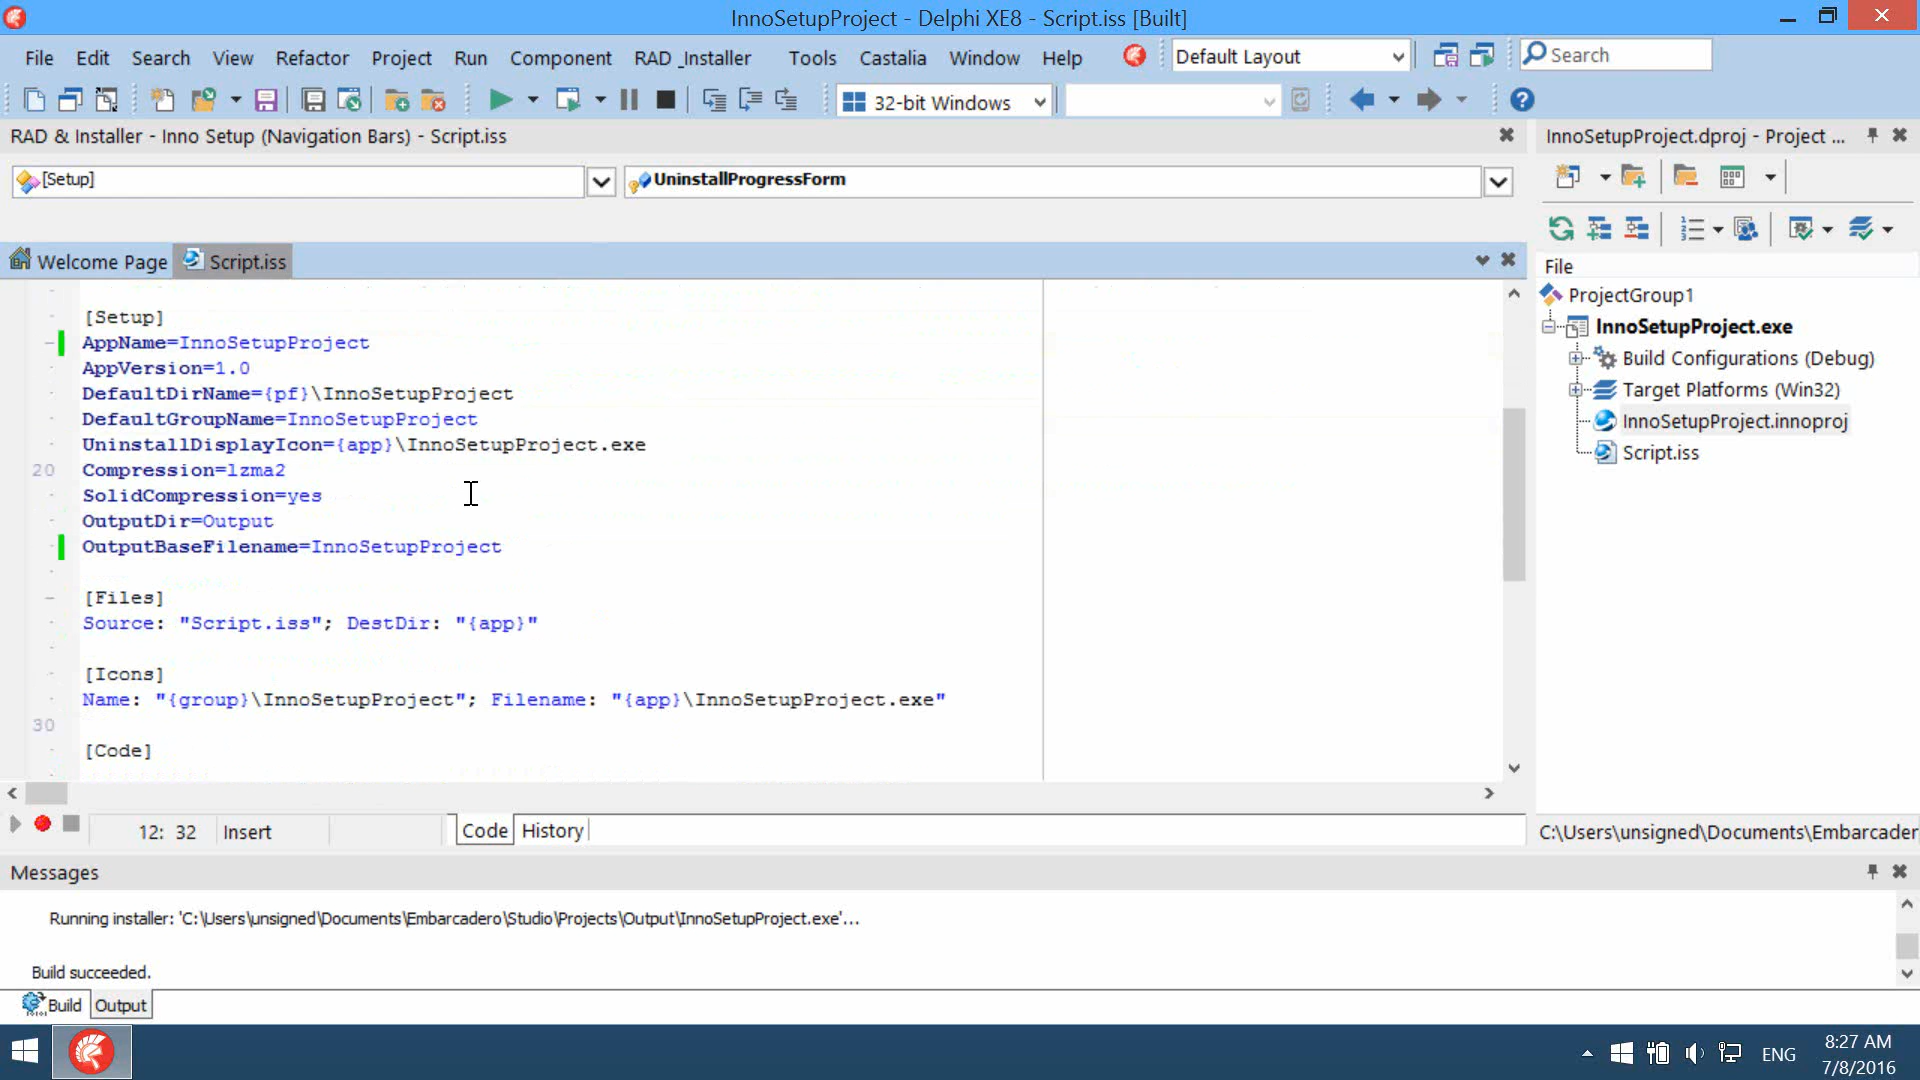 InnoSetupProject - Delphi XE8 - Script.iss [Built]
File Edit Search View Refactor Project Run Component RAD _Installer Tools Castalia Window Help
Default Layout
Search
32-bit Windows
RAD & Installer - Inno Setup (Navigation Bars) - Script.iss
[Setup]
UninstallProgressForm
Welcome Page
Script.iss
[Setup]
AppName=InnoSetupProject
AppVersion=1.0
DefaultDirName={pf}\InnoSetupProject
DefaultGroupName=InnoSetupProject
UninstallDisplayIcon={app}\InnoSetupProject.exe
20 Compression=lzma2
SolidCompression=yes
OutputDir=Output
OutputBaseFilename=InnoSetupProject
[Files]
Source: "Script.iss"; DestDir: "{app}"
[Icons]
Name: "{group}\InnoSetupProject"; Filename: "{app}\InnoSetupProject.exe"
30
[Code]
12: 32 Insert
Code History
InnoSetupProject.dproj - Project ...
File
ProjectGroup1
InnoSetupProject.exe
Build Configurations (Debug)
Target Platforms (Win32)
InnoSetupProject.innoproj
Script.iss
C:\Users\unsigned\Documents\Embarcader
Messages
Running installer: 'C:\Users\unsigned\Documents\Embarcadero\Studio\Projects\Output\InnoSetupProject.exe'...
Build succeeded.
Build Output
ENG
8:27 AM
7/8/2016